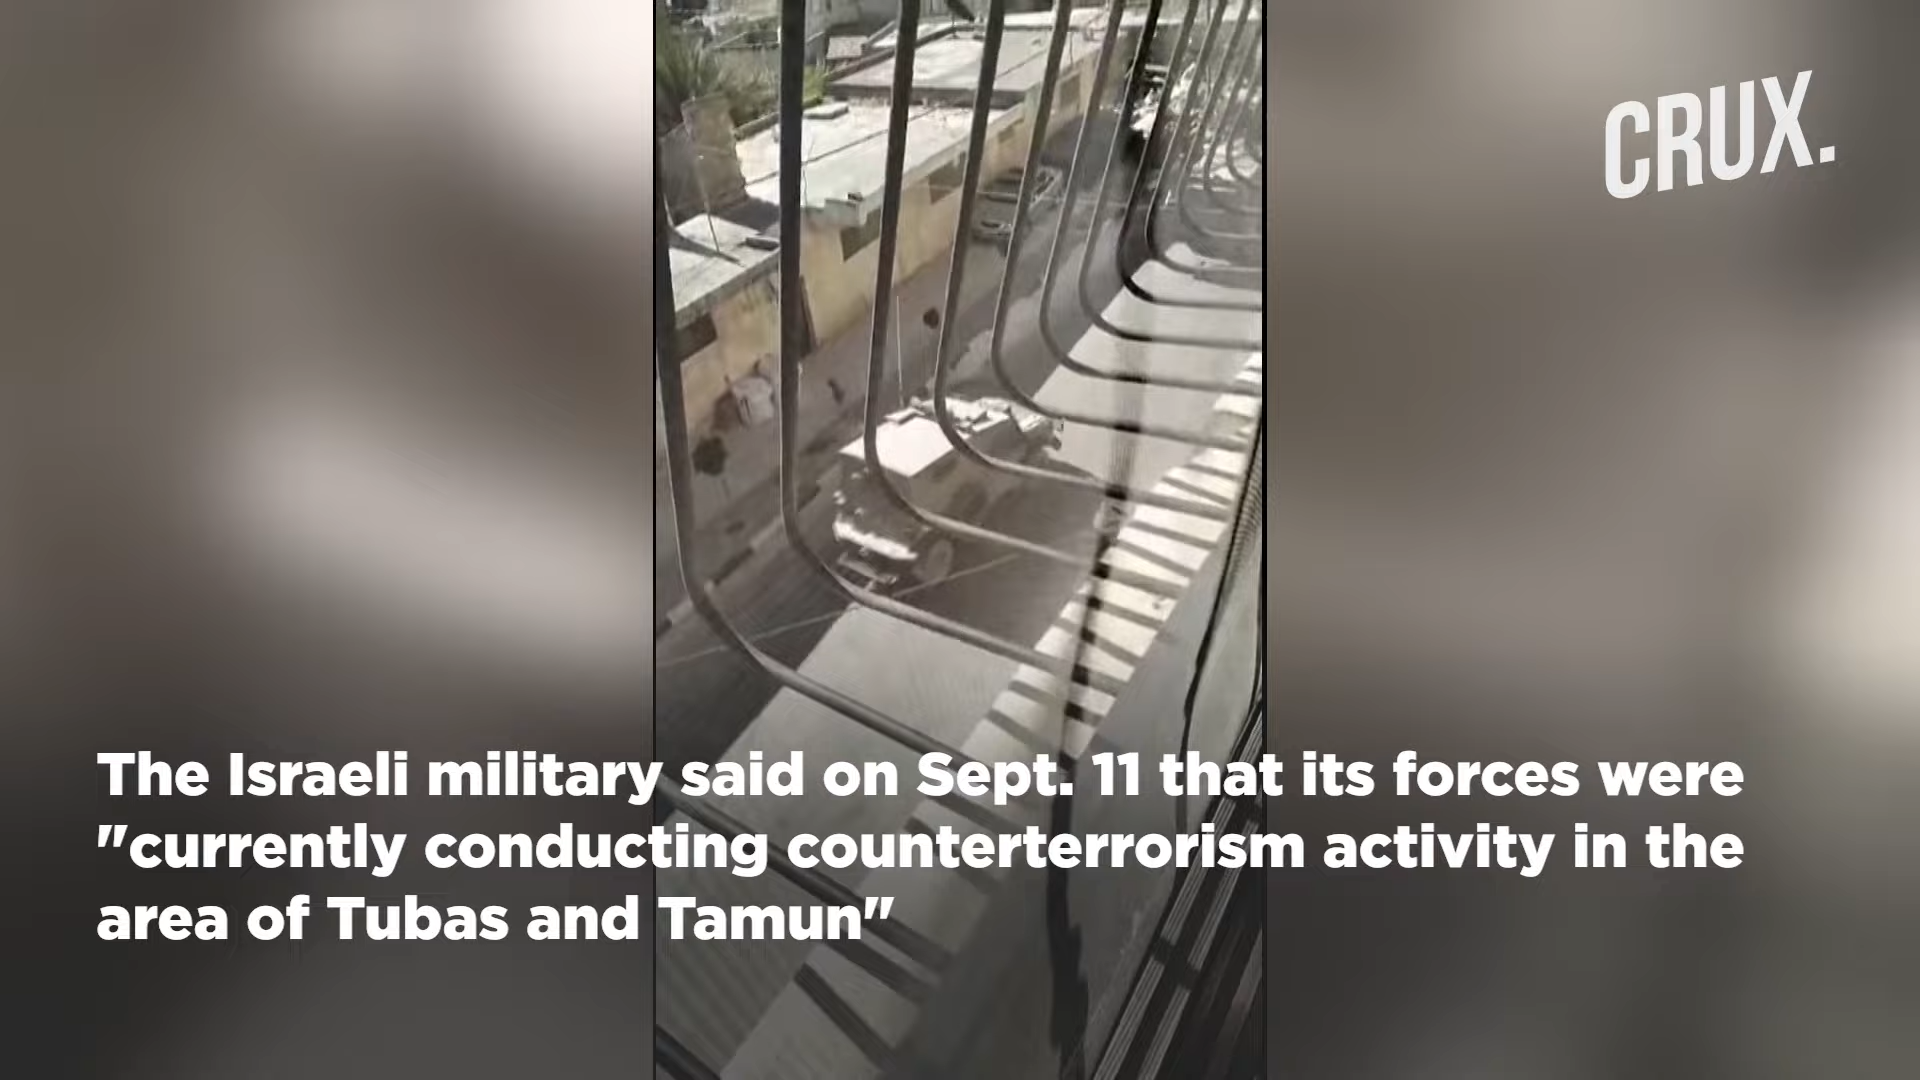 CRUX.
The Israeli military said on Sept. 11 that its forces were
"currently conducting counterterrorism activity in the
area of Tubas and Tamun"